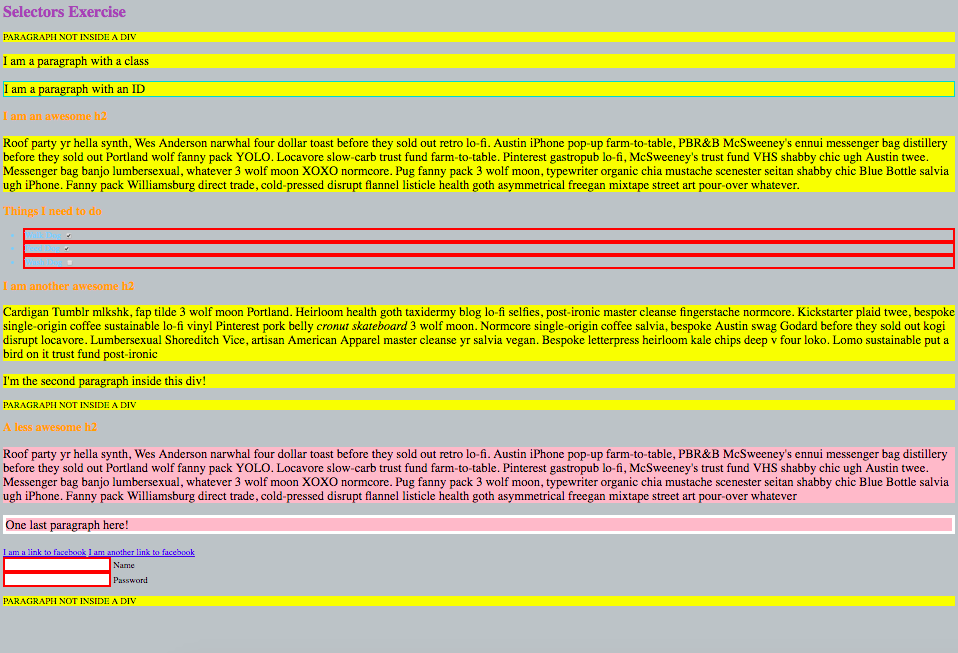 Selectors Exercise
PARAGRAPH NOT INSIDE A DIV
I am a paragraph with a class
I am a paragraph with an ID
I am an awesome h2
Roof party yr hella synth, Wes Anderson narwhal four dollar toast before they sold out retro lo-fi. Austin iPhone pop-up farm-to-table, PBR&B McSweeney's ennui messenger bag distillery
before they sold out Portland wolf fanny pack YOLO. Locavore slow-carb trust fund farm-to-table. Pinterest gastropub lo-fi, McSweeney's trust fund VHS shabby chic ugh Austin twee.
Messenger bag banjo lumbersexual, whatever 3 wolf moon XOXO normcore. Pug fanny pack 3 wolf moon, typewriter organic chia mustache scenester seitan shabby chic Blue Bottle salvia
ugh iPhone. Fanny pack Williamsburg direct trade, cold-pressed disrupt flannel listicle health goth asymmetrical freegan mixtape street art pour-over whatever.
Things I need to do
I am another awesome h2
Cardigan Tumblr mlkshk, fap tilde 3 wolf moon Portland. Heirloom health goth taxidermy blog lo-fi selfies, post-ironic master cleanse fingerstache normcore. Kickstarter plaid twee, bespoke
single-origin coffee sustainable lo-fi vinyl Pinterest pork belly cronut skateboard 3 wolf moon. Normcore single-origin coffee salvia, bespoke Austin swag Godard before they sold out kogi
disrupt locavore. Lumbersexual Shoreditch Vice, artisan American Apparel master cleanse yr salvia vegan. Bespoke letterpress heirloom kale chips deep v four loko. Lomo sustainable put a
bird on it trust fund post-ironic
I'm the second paragraph inside this div!
PARAGRAPH NOT INSIDE A DIV
A less awesome h2
Roof party yr hella synth, Wes Anderson narwhal four dollar toast before they sold out retro lo-fi. Austin iPhone pop-up farm-to-table, PBR&B McSweeney's ennui messenger bag distillery
before they sold out Portland wolf fanny pack YOLO. Locavore slow-carb trust fund farm-to-table. Pinterest gastropub lo-fi, McSweeney's trust fund VHS shabby chic ugh Austin twee.
Messenger bag banjo lumbersexual, whatever 3 wolf moon XOXO normcore. Pug fanny pack 3 wolf moon, typewriter organic chia mustache scenester seitan shabby chic Blue Bottle salvia
ugh iPhone. Fanny pack Williamsburg direct trade, cold-pressed disrupt flannel listicle health goth asymmetrical freegan mixtape street art pour-over whatever
One last paragraph here!
I am a link to facebook I am another link to facebook
Name
Password
PARAGRAPH NOT INSIDE A DIV